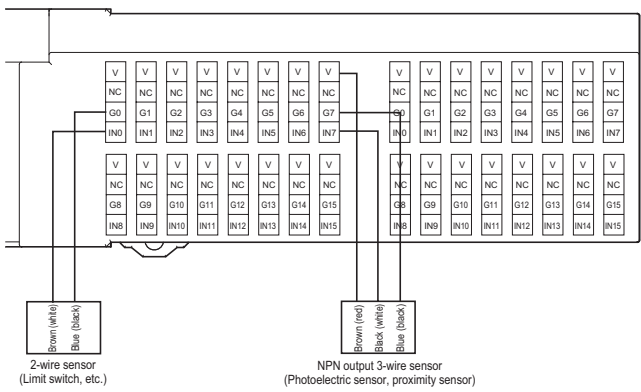 V V V V V V V V V V V V V V V V
NC NC NC NC NC NC NC NC NC NC NC NC NC NC NC NC
G0 G1 G2 G3 G4 G5 G6 G7 G0 G1 G2 G3 G4 G5 G6 G7
IN0 IN1 IN2 IN3 IN4 IN5 IN6 IN7 IN0 IN1 IN2 IN3 IN4 IN5 IN6 IN7
V V V V V V V V V V V V V V V V
NC NC NC NC NC NC NC NC NC NC NC NC NC NC NC NC
G8 G9 G10 G11 G12 G13 G14 G15 G8 G9 G10 G11 G12 G13 G14 G15
IN8 IN9 IN10 IN11 IN12 IN13 IN14 IN15 IN8 IN9 IN10 IN11 IN12 IN13 IN14 IN15
Brown (white)
Blue (black)
2-wire sensor
(Limit switch, etc.)
Brown (red)
Black (white)
Blue (black)
NPN output 3-wire sensor
(Photoelectric sensor, proximity sensor)